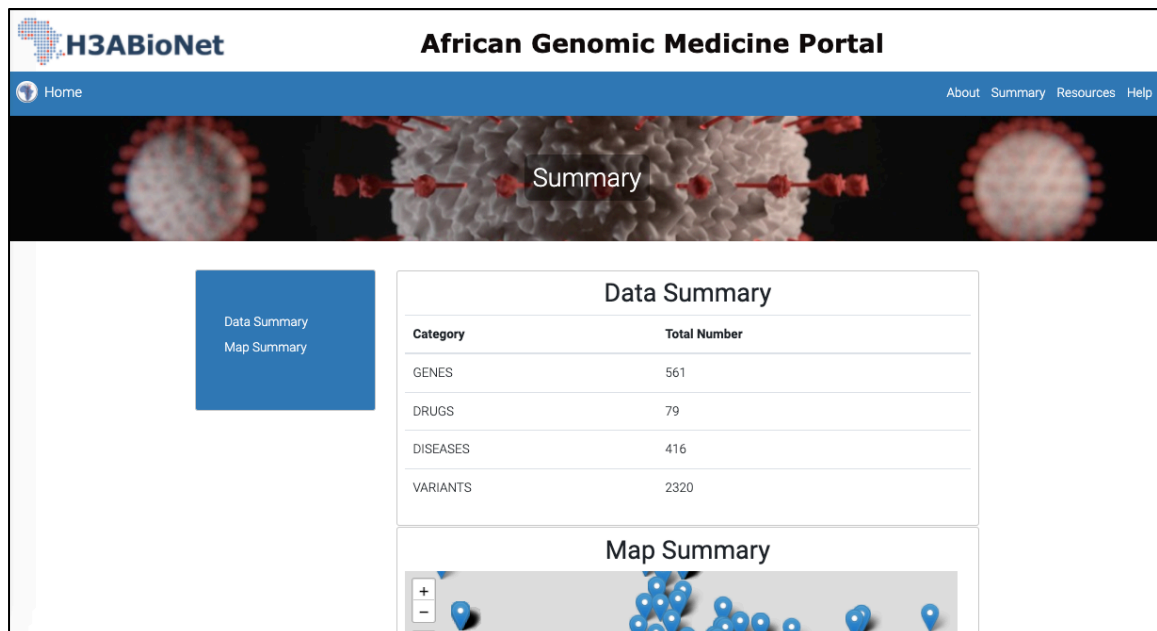 H3ABioNet
African Genomic Medicine Portal
Home
About Summary Resources Help
Summary
Data Summary
Map Summary
Data Summary
Category Total Number
GENES 561
DRUGS 79
DISEASES 416
VARIANTS 2320
Map Summary
+
−